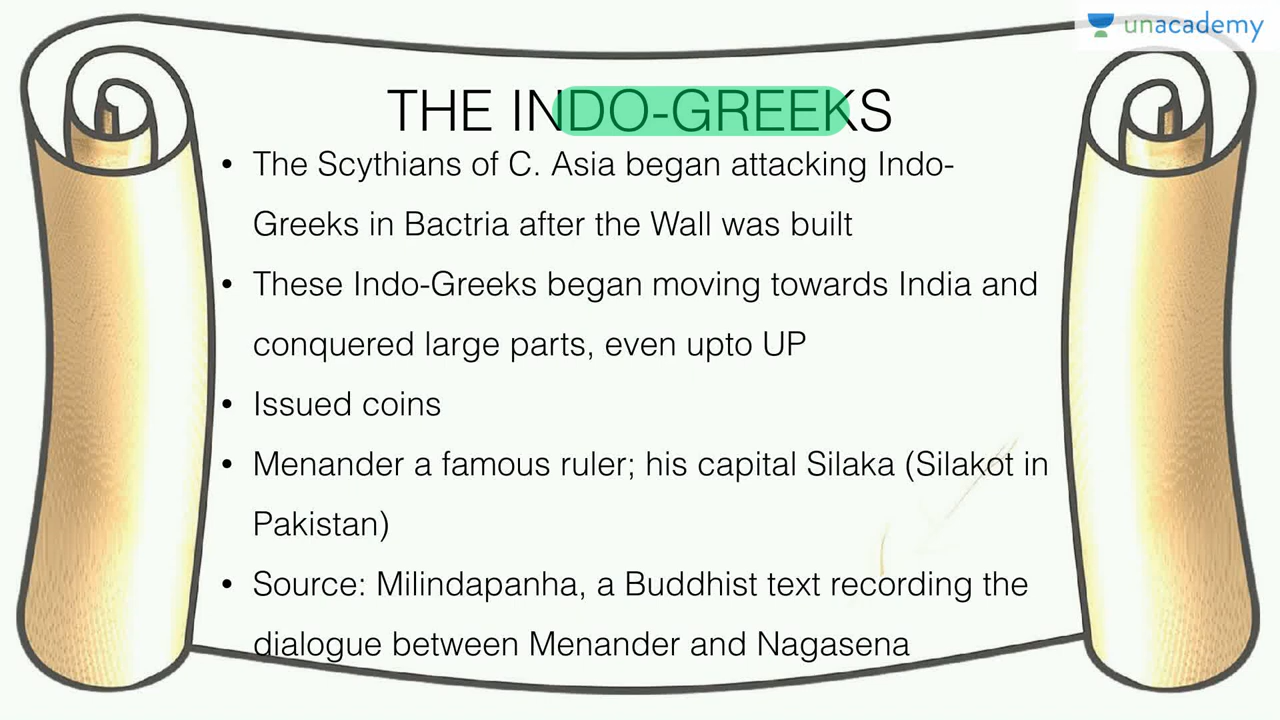 unacademy
THE INDO-GREEKS
• The Scythians of C. Asia began attacking Indo-
Greeks in Bactria after the Wall was built
• These Indo-Greeks began moving towards India and
conquered large parts, even upto UP
• Issued coins
• Menander a famous ruler; his capital Silaka (Silakot in
Pakistan)
• Source: Milindapanha, a Buddhist text recording the
dialogue between Menander and Nagasena